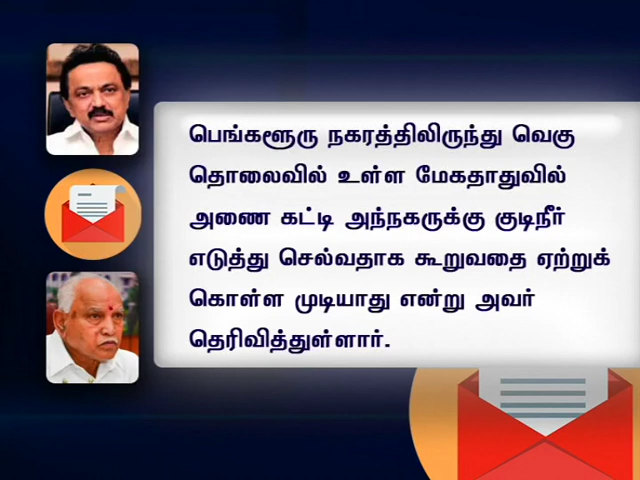 பெங்களூரு நகரத்திலிருந்து வெகு
தொலைவில் உள்ள மேகதாதுவில்
அணை கட்டி அந்நகருக்கு குடிநீர்
எடுத்து செல்வதாக கூறுவதை ஏற்றுக்
கொள்ள முடியாது என்று அவர்
தெரிவித்துள்ளார்.